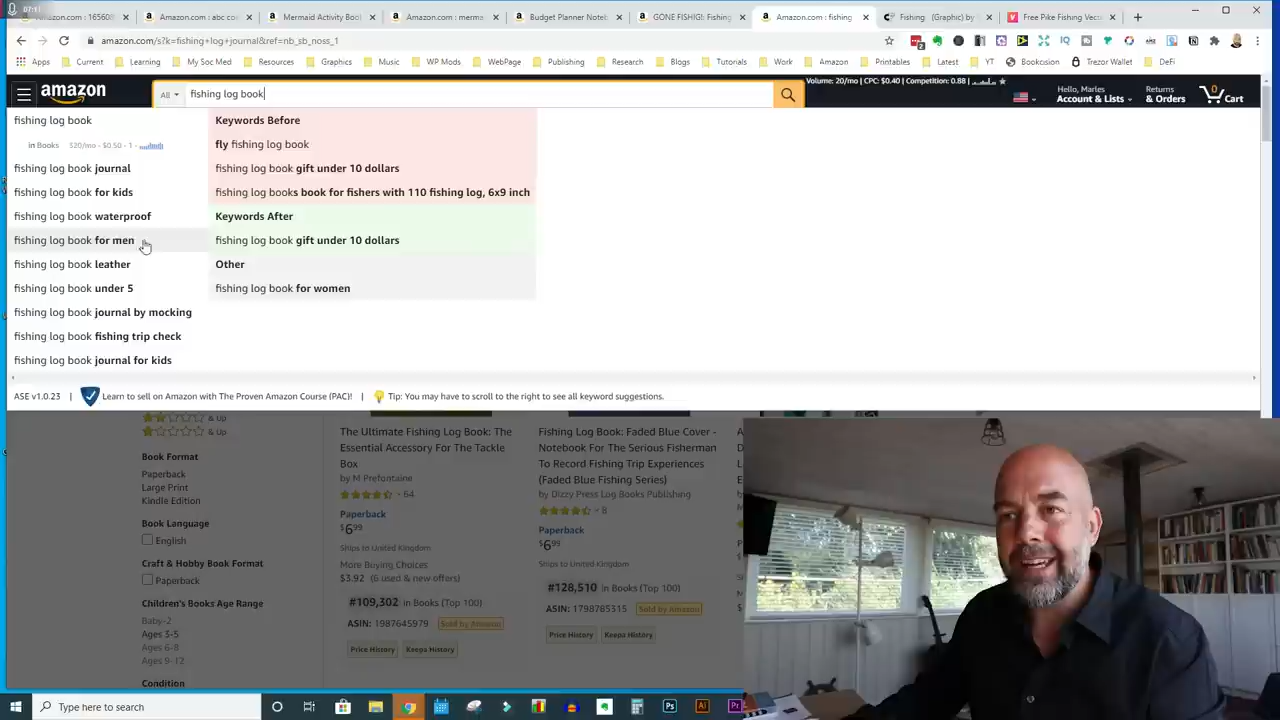 07:11
Amazon.com : 165608
Amazon.com : abc co
Mermaid Activity Bool
Amazon.com : merma
Budget Planner Noteb
GONE FISHIG!: Fishing
Amazon.com : fishing
Fishing (Graphic) by
Free Pike Fishing Vect
amazon.com/s?k=fishing+log+journal&ref=nb_sb_noss_1
Apps
Current
Learning
My Soc Med
Resources
Graphics
Music
WP Mods
WebPage
Publishing
Research
Blogs
Tutorials
Work
Amazon
Printables
Latest
YT
Bookcision
Trezor Wallet
DeFi
amazon
All
fishing log book
Volume: 20/mo | CPC: $0.40 | Competition: 0.88
Hello, Marles
Account & Lists
Returns
& Orders
0
Cart
fishing log book
in Books 320/mo - $0.50 - 1 -
fishing log book journal
fishing log book for kids
fishing log book waterproof
fishing log book for men
fishing log book leather
fishing log book under 5
fishing log book journal by mocking
fishing log book fishing trip check
fishing log book journal for kids
Keywords Before
fly fishing log book
fishing log book gift under 10 dollars
fishing log books book for fishers with 110 fishing log, 6x9 inch
Keywords After
fishing log book gift under 10 dollars
Other
fishing log book for women
ASE v1.0.23 | Learn to sell on Amazon with The Proven Amazon Course (PAC)! | Tip: You may have to scroll to the right to see all keyword suggestions.
& Up
& Up
Book Format
Paperback
Large Print
Kindle Edition
Book Language
English
Craft & Hobby Book Format
Paperback
Children's Books Age Range
Baby-2
Ages 3-5
Ages 6-8
Ages 9-12
Condition
The Ultimate Fishing Log Book: The
Essential Accessory For The Tackle
Box
by M Prefontaine
64
Paperback
$6.99
Ships to United Kingdom
More Buying Choices
$3.92 (6 used & new offers)
#109,302 in Books (Top 100)
ASIN: 1987645979 Sold by Amazon
Price History
Keepa History
Fishing Log Book: Faded Blue Cover -
Notebook For The Serious Fisherman
To Record Fishing Trip Experiences
(Faded Blue Fishing Series)
by Dizzy Press Log Books Publishing
8
Paperback
$6.99
Ships to United Kingdom
#128,510 in Books (Top 100)
ASIN: 1798785315 Sold by Amazon
Price History
Keepa History
Type here to search